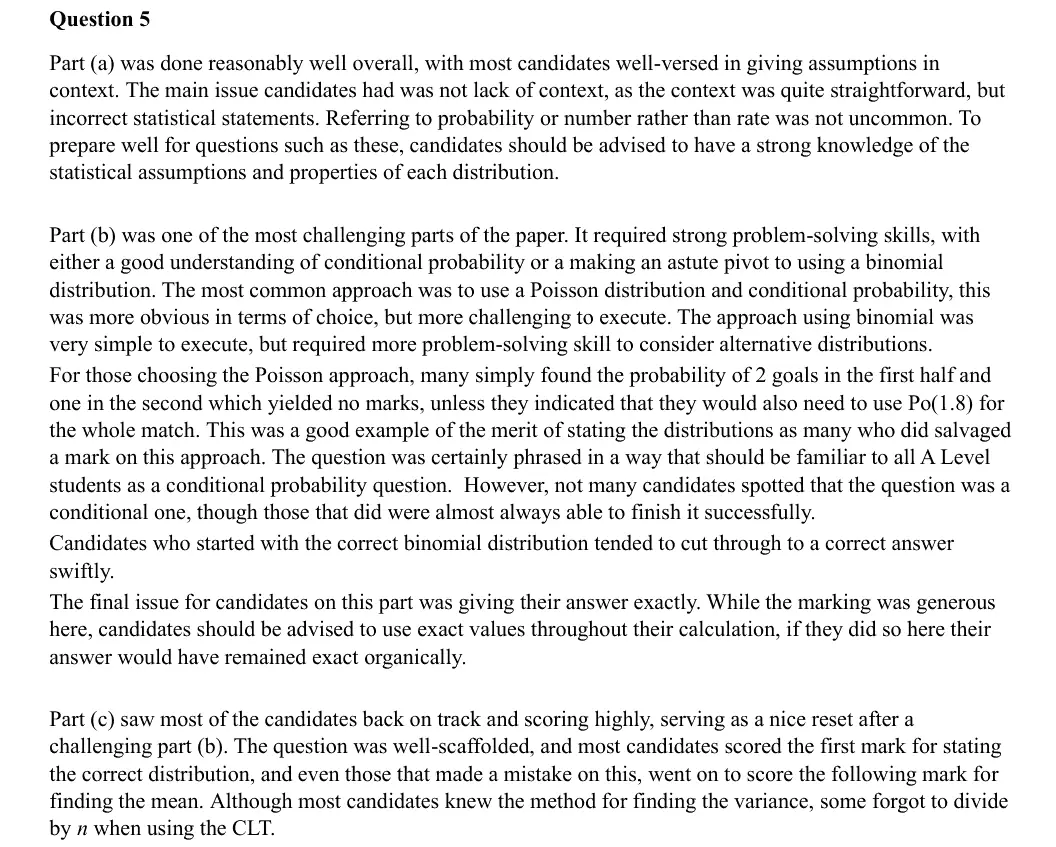 Question 5
Part (a) was done reasonably well overall, with most candidates well-versed in giving assumptions in
context. The main issue candidates had was not lack of context, as the context was quite straightforward, but
incorrect statistical statements. Referring to probability or number rather than rate was not uncommon. To
prepare well for questions such as these, candidates should be advised to have a strong knowledge of the
statistical assumptions and properties of each distribution.
Part (b) was one of the most challenging parts of the paper. It required strong problem-solving skills, with
either a good understanding of conditional probability or a making an astute pivot to using a binomial
distribution. The most common approach was to use a Poisson distribution and conditional probability, this
was more obvious in terms of choice, but more challenging to execute. The approach using binomial was
very simple to execute, but required more problem-solving skill to consider alternative distributions.
For those choosing the Poisson approach, many simply found the probability of 2 goals in the first half and
one in the second which yielded no marks, unless they indicated that they would also need to use Po(1.8) for
the whole match. This was a good example of the merit of stating the distributions as many who did salvaged
a mark on this approach. The question was certainly phrased in a way that should be familiar to all A Level
students as a conditional probability question.  However, not many candidates spotted that the question was a
conditional one, though those that did were almost always able to finish it successfully.
Candidates who started with the correct binomial distribution tended to cut through to a correct answer
swiftly.
The final issue for candidates on this part was giving their answer exactly. While the marking was generous
here, candidates should be advised to use exact values throughout their calculation, if they did so here their
answer would have remained exact organically.
Part (c) saw most of the candidates back on track and scoring highly, serving as a nice reset after a
challenging part (b). The question was well-scaffolded, and most candidates scored the first mark for stating
the correct distribution, and even those that made a mistake on this, went on to score the following mark for
finding the mean. Although most candidates knew the method for finding the variance, some forgot to divide
by n when using the CLT.